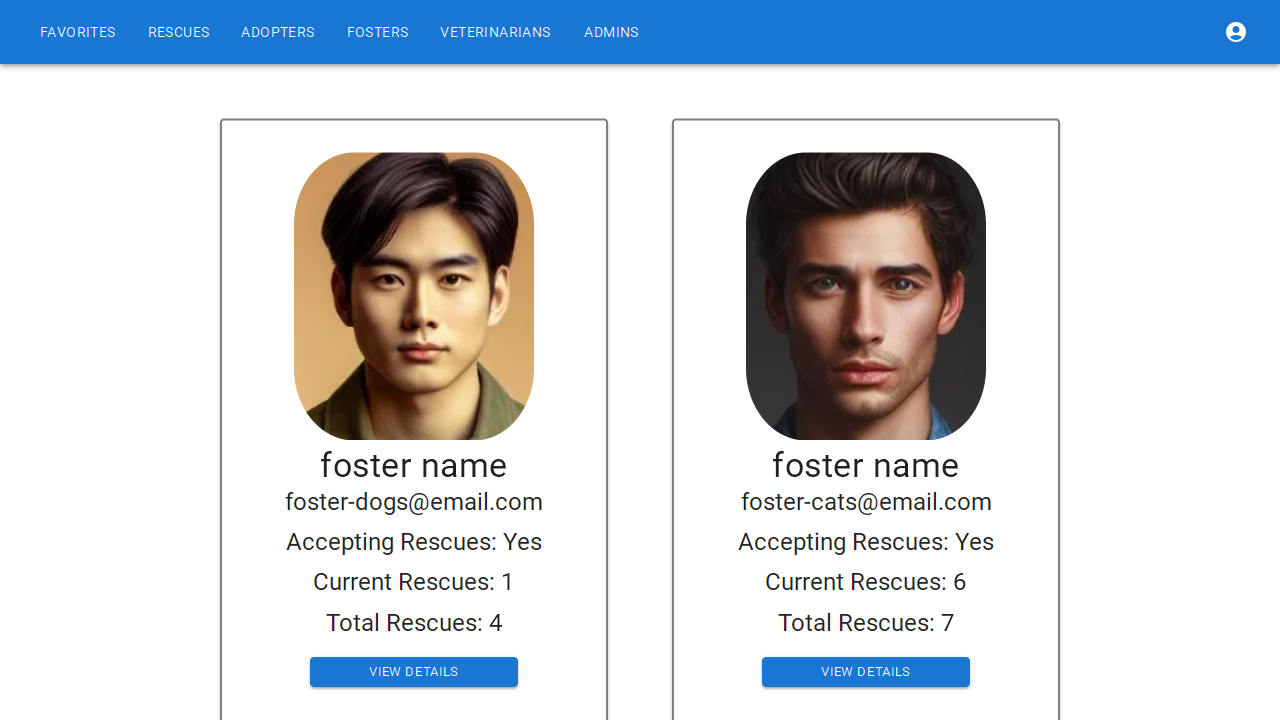 FAVORITES RESCUES ADOPTERS FOSTERS VETERINARIANS ADMINS
foster name
foster-dogs@email.com
Accepting Rescues: Yes
Current Rescues: 1
Total Rescues: 4
VIEW DETAILS
foster name
foster-cats@email.com
Accepting Rescues: Yes
Current Rescues: 6
Total Rescues: 7
VIEW DETAILS